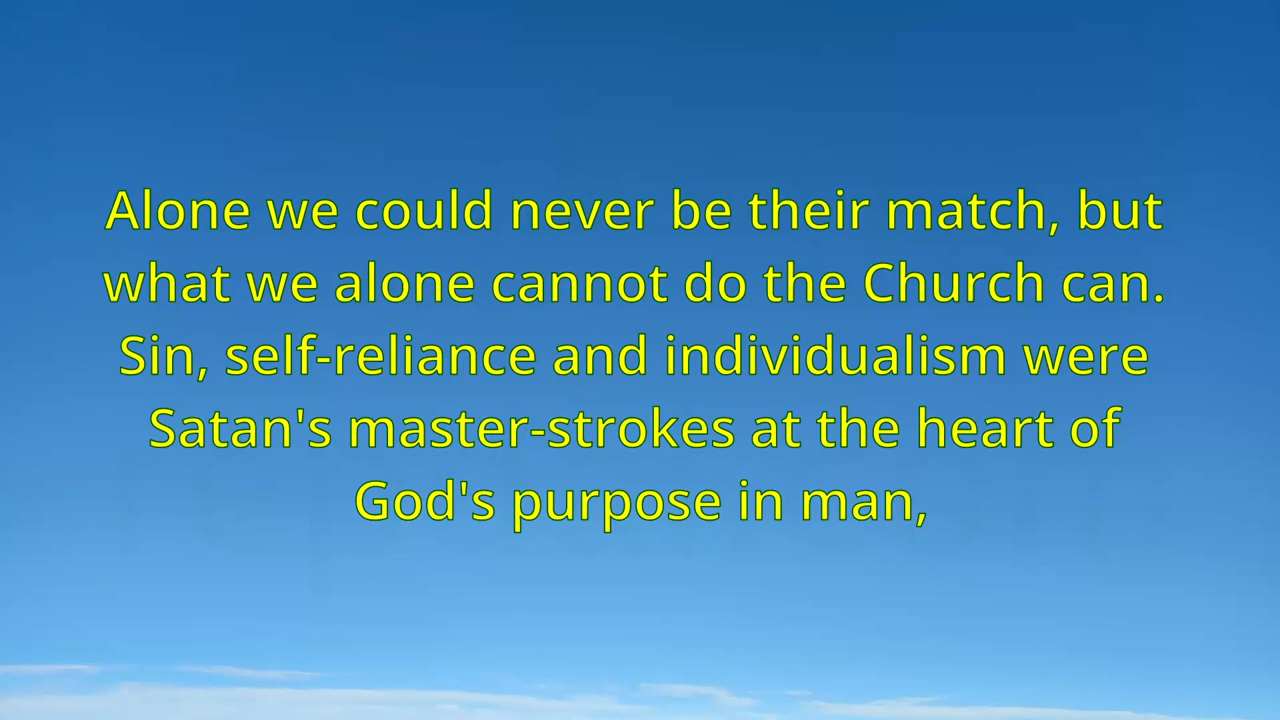 Alone we could never be their match, but
what we alone cannot do the Church can.
Sin, self-reliance and individualism were
Satan's master-strokes at the heart of
God's purpose in man,